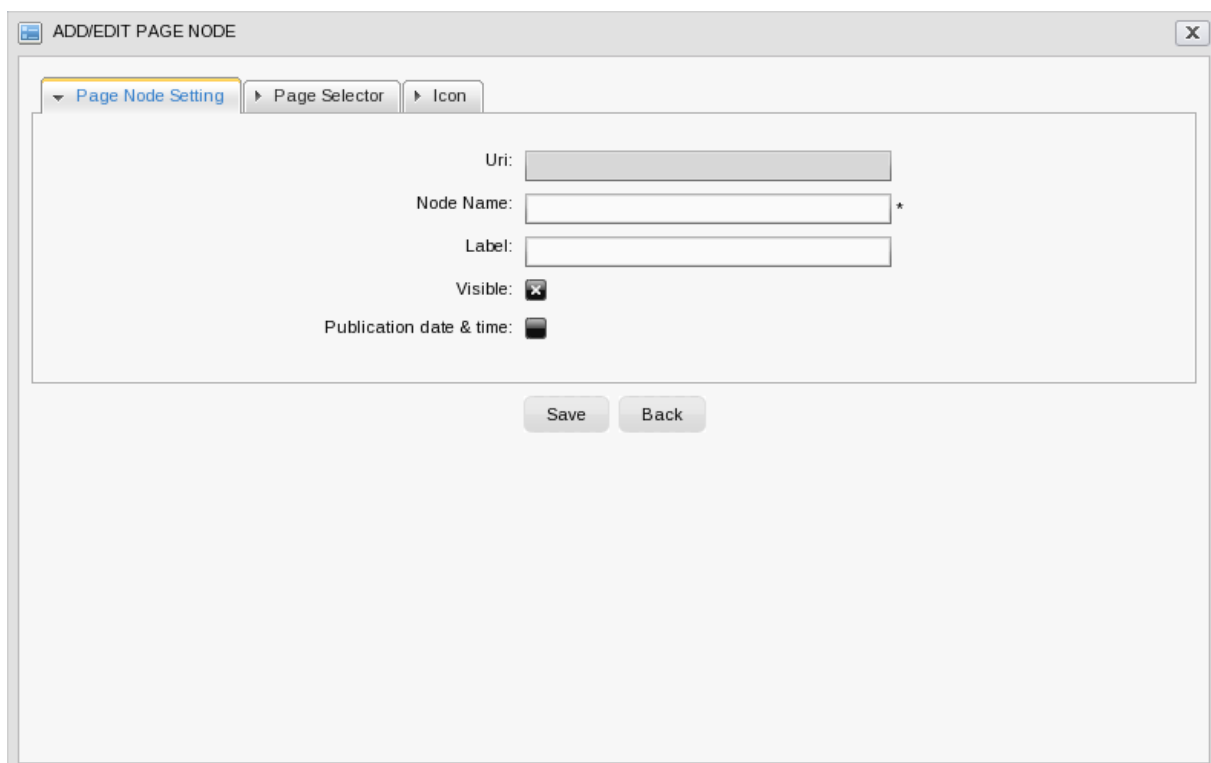 ADD/EDIT PAGE NODE
X
Page Node Setting Page Selector Icon
Uri:
Node Name: *
Label:
Visible:
Publication date & time:
Save Back